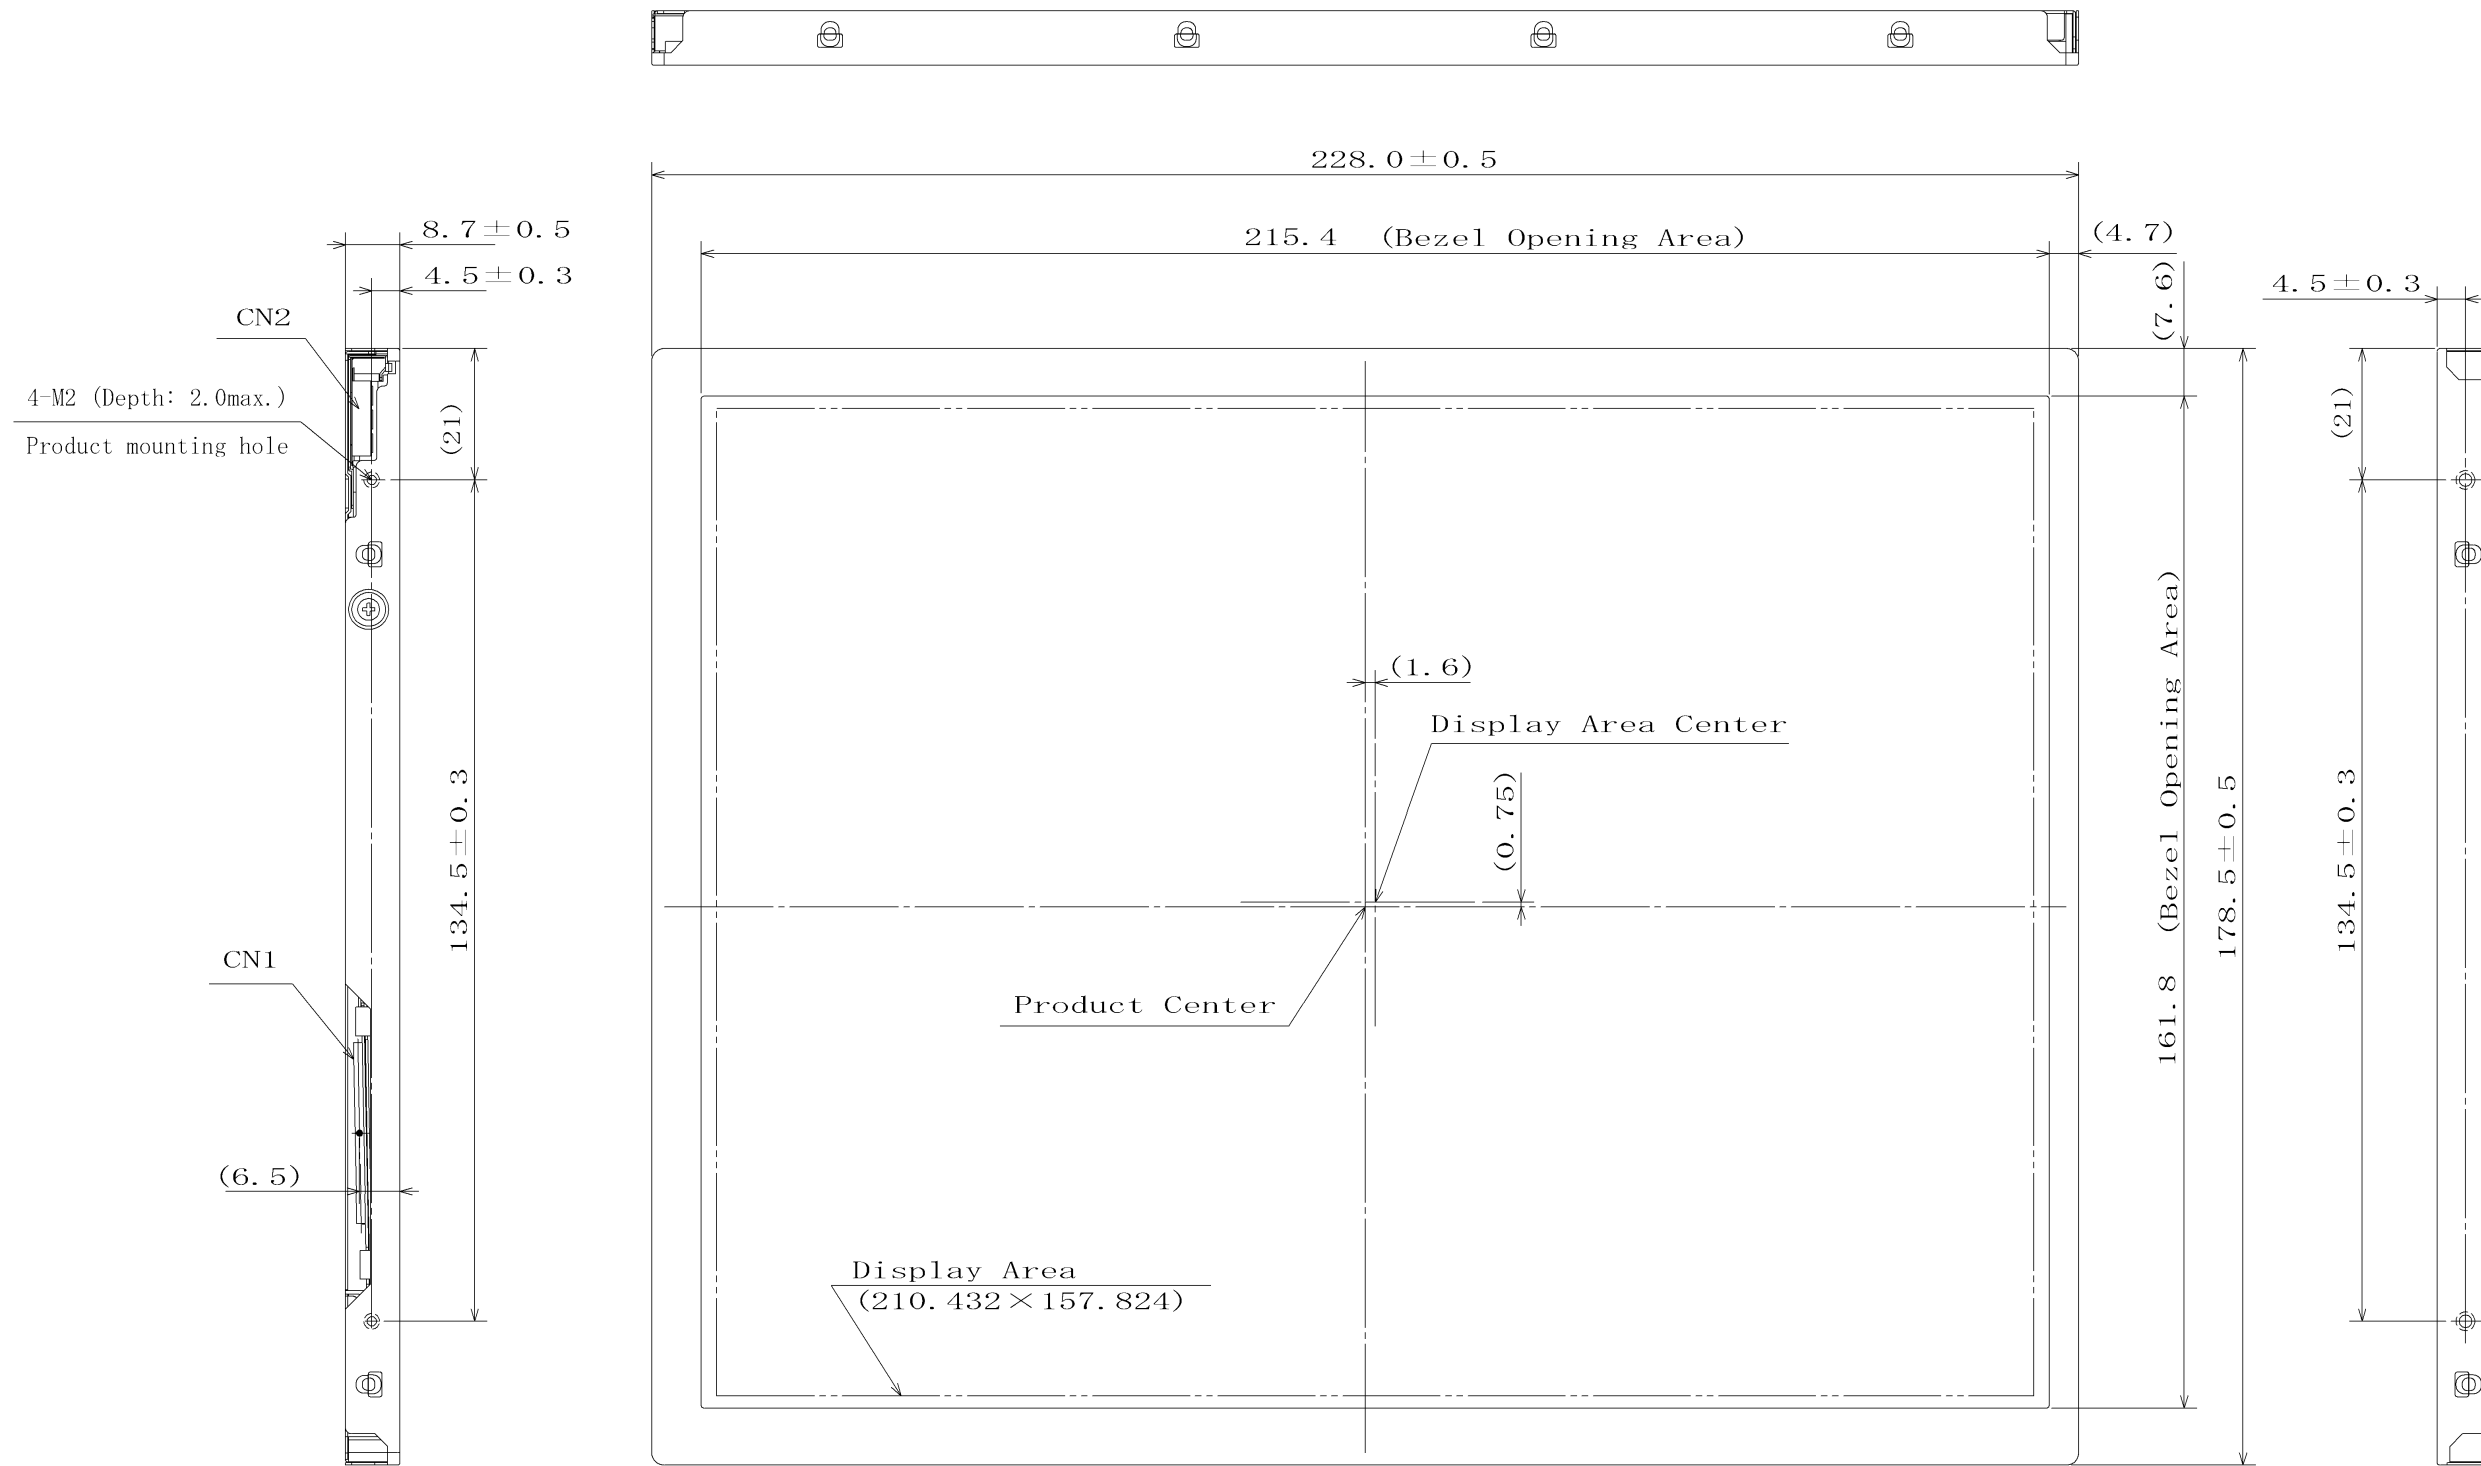 228.0±0.5
8.7±0.5
215.4 (Bezel Opening Area)
(4.7)
4.5±0.3
(7.6)
4.5±0.3
CN2
4-M2 (Depth: 2.0max.)
Product mounting hole
(21)
(21)
(1.6)
Display Area Center
(0.75)
134.5±0.3
161.8 (Bezel Opening Area)
178.5±0.5
134.5±0.3
CN1
Product Center
(6.5)
Display Area
(210.432×157.824)